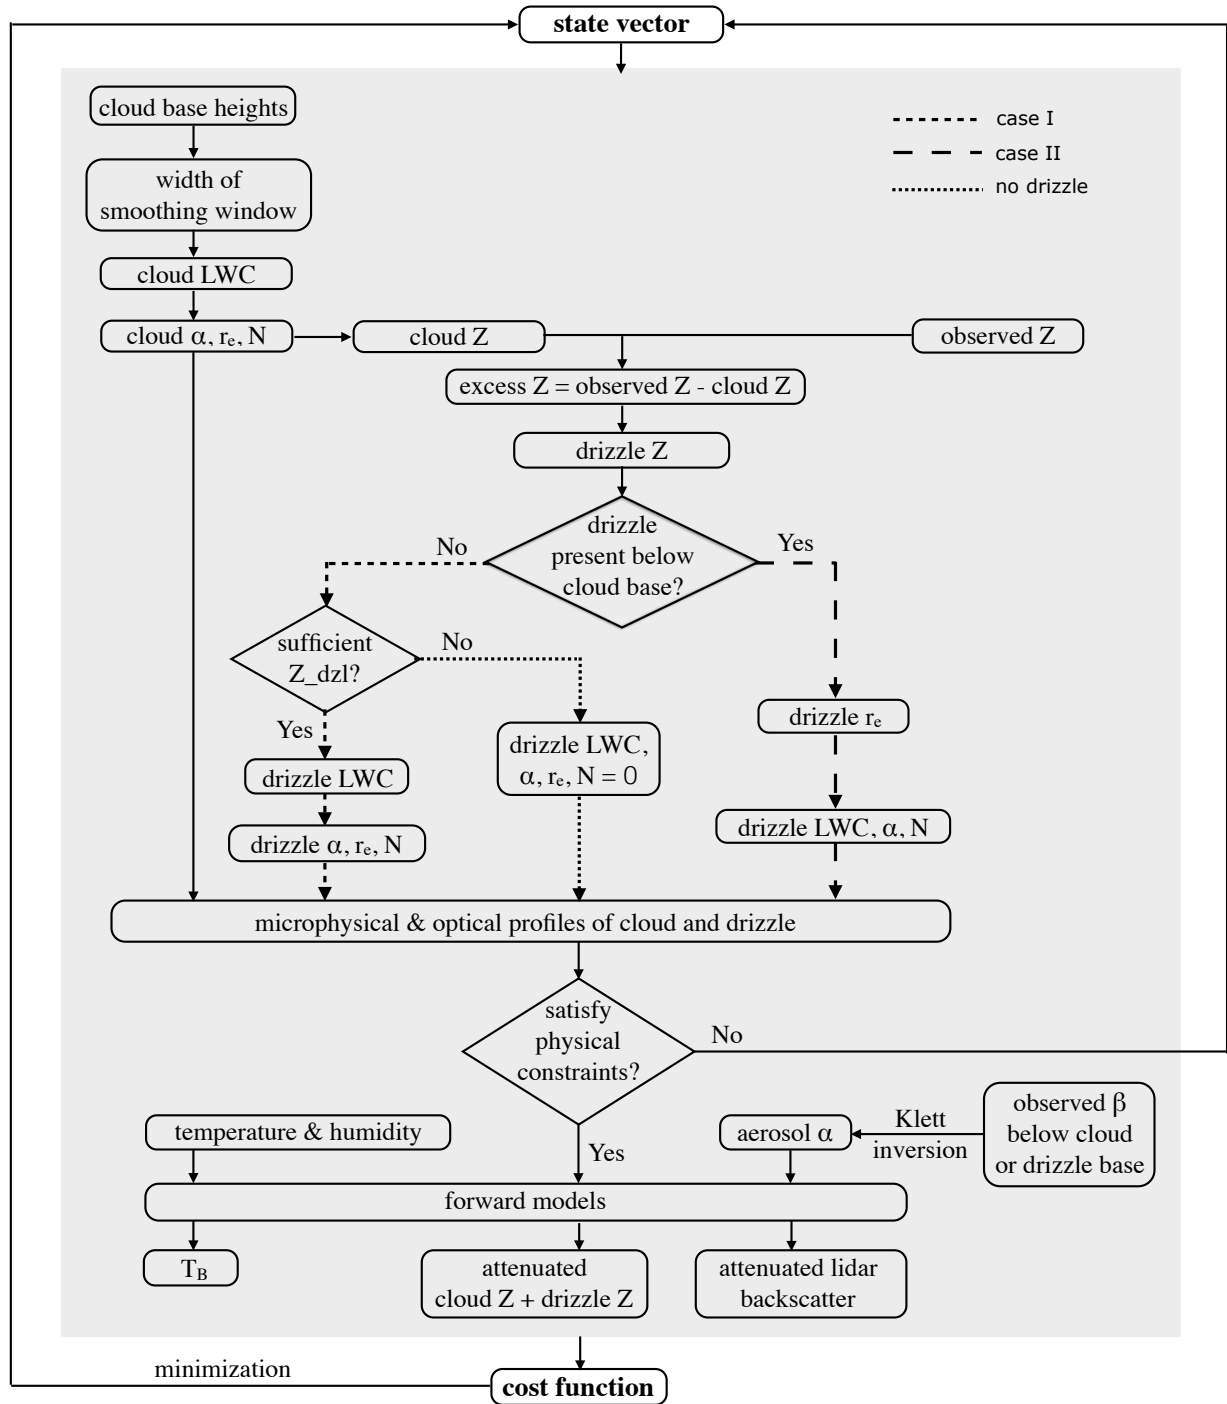 state vector
cloud base heights
case I
case II
no drizzle
width of
smoothing window
cloud LWC
cloud α, rₑ, N
cloud Z
observed Z
excess Z = observed Z - cloud Z
drizzle Z
drizzle
present below
cloud base?
No
Yes
sufficient
Z_dzl?
No
Yes
drizzle rₑ
drizzle LWC,
α, rₑ, N = 0
drizzle LWC
drizzle α, rₑ, N
drizzle LWC, α, N
microphysical & optical profiles of cloud and drizzle
satisfy
physical
constraints?
No
Yes
temperature & humidity
aerosol α
Klett
inversion
observed β
below cloud
or drizzle base
forward models
T_B
attenuated
cloud Z + drizzle Z
attenuated lidar
backscatter
minimization
cost function